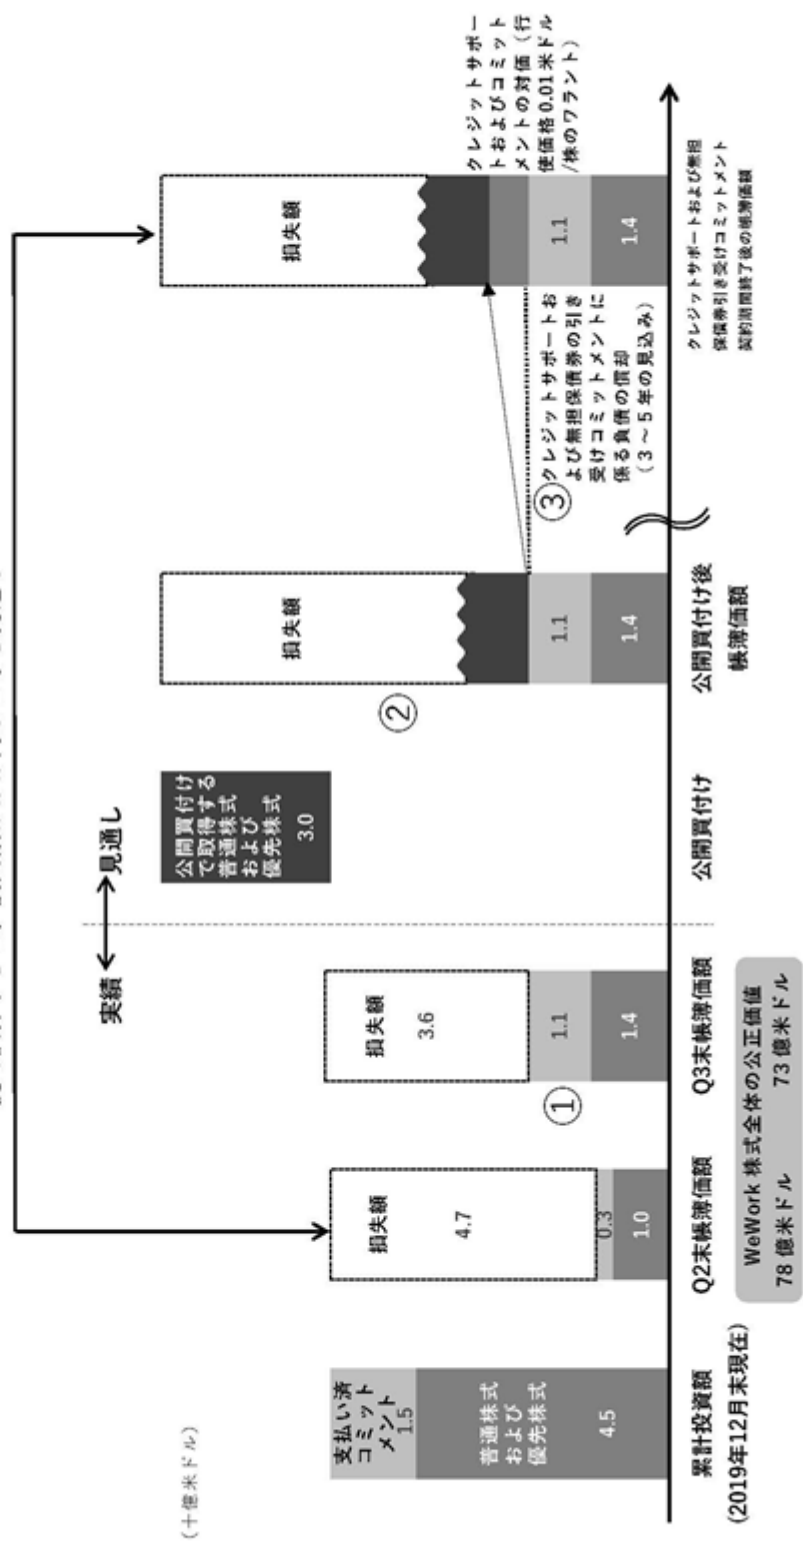 （十億米ドル）
実績
見通し
支払い済
コミット
メント
1.5
普通株式
および
優先株式
4.5
損失額
4.7
0.3
1.0
損失額
3.6
①
1.1
1.4
公開買付け
で取得する
普通株式
および
優先株式
3.0
②
損失額
1.1
1.4
③
クレジットサポートお
よび無担保債券の引き
受けコミットメントに
係る負債の償却
（３～５年の見込み）
損失額
1.1
1.4
クレジットサポー
トおよびコミット
メントの対価（行
使価格0.01米ドル
/株のワラント）
累計投資額
(2019年12月末現在)
Q2末帳簿価額
Q3末帳簿価額
公開買付け
公開買付け後
帳簿価額
クレジットサポートおよび無担
保債券引き受けコミットメント
契約期間終了後の帳簿価額
WeWork 株式全体の公正価値
78 億米ドル 73 億米ドル